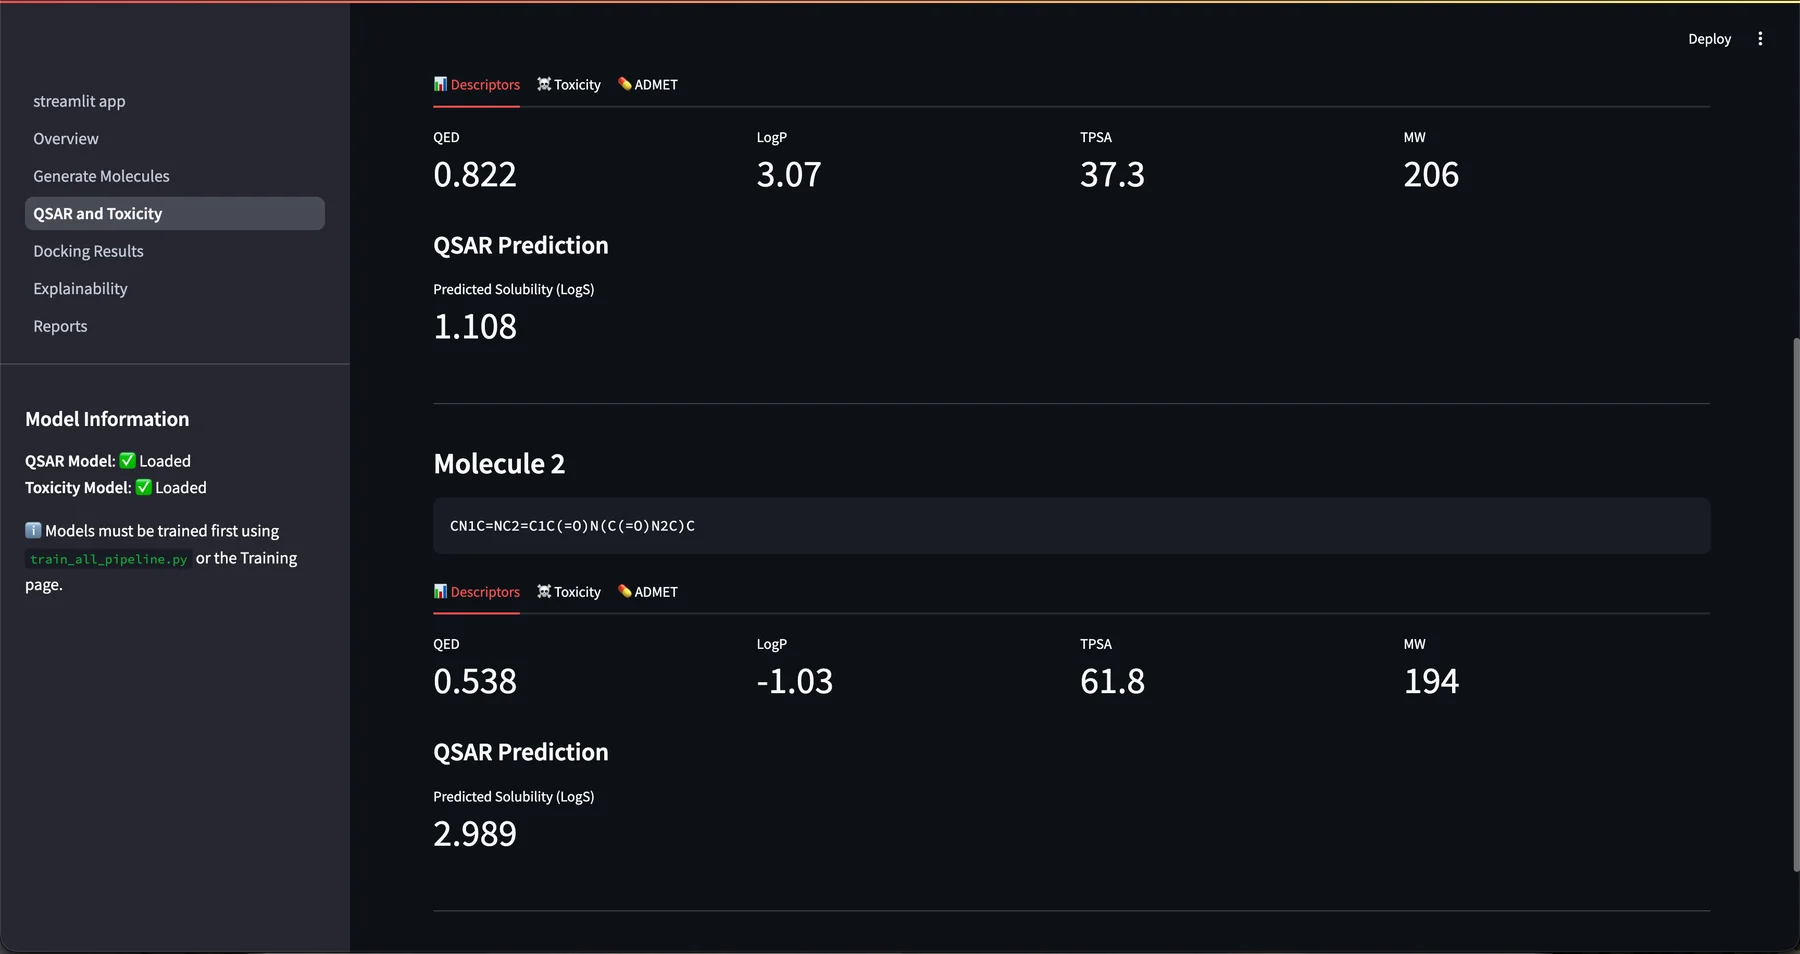 Deploy
streamlit app
Overview
Generate Molecules
QSAR and Toxicity
Docking Results
Explainability
Reports
Model Information
QSAR Model: ✅ Loaded
Toxicity Model: ✅ Loaded
ℹ️ Models must be trained first using
train_all_pipeline.py or the Training
page.
📊 Descriptors ☠️ Toxicity 💊 ADMET
QED LogP TPSA MW
0.822 3.07 37.3 206
QSAR Prediction
Predicted Solubility (LogS)
1.108
Molecule 2
CN1C=NC2=C1C(=O)N(C(=O)N2C)C
📊 Descriptors ☠️ Toxicity 💊 ADMET
QED LogP TPSA MW
0.538 -1.03 61.8 194
QSAR Prediction
Predicted Solubility (LogS)
2.989